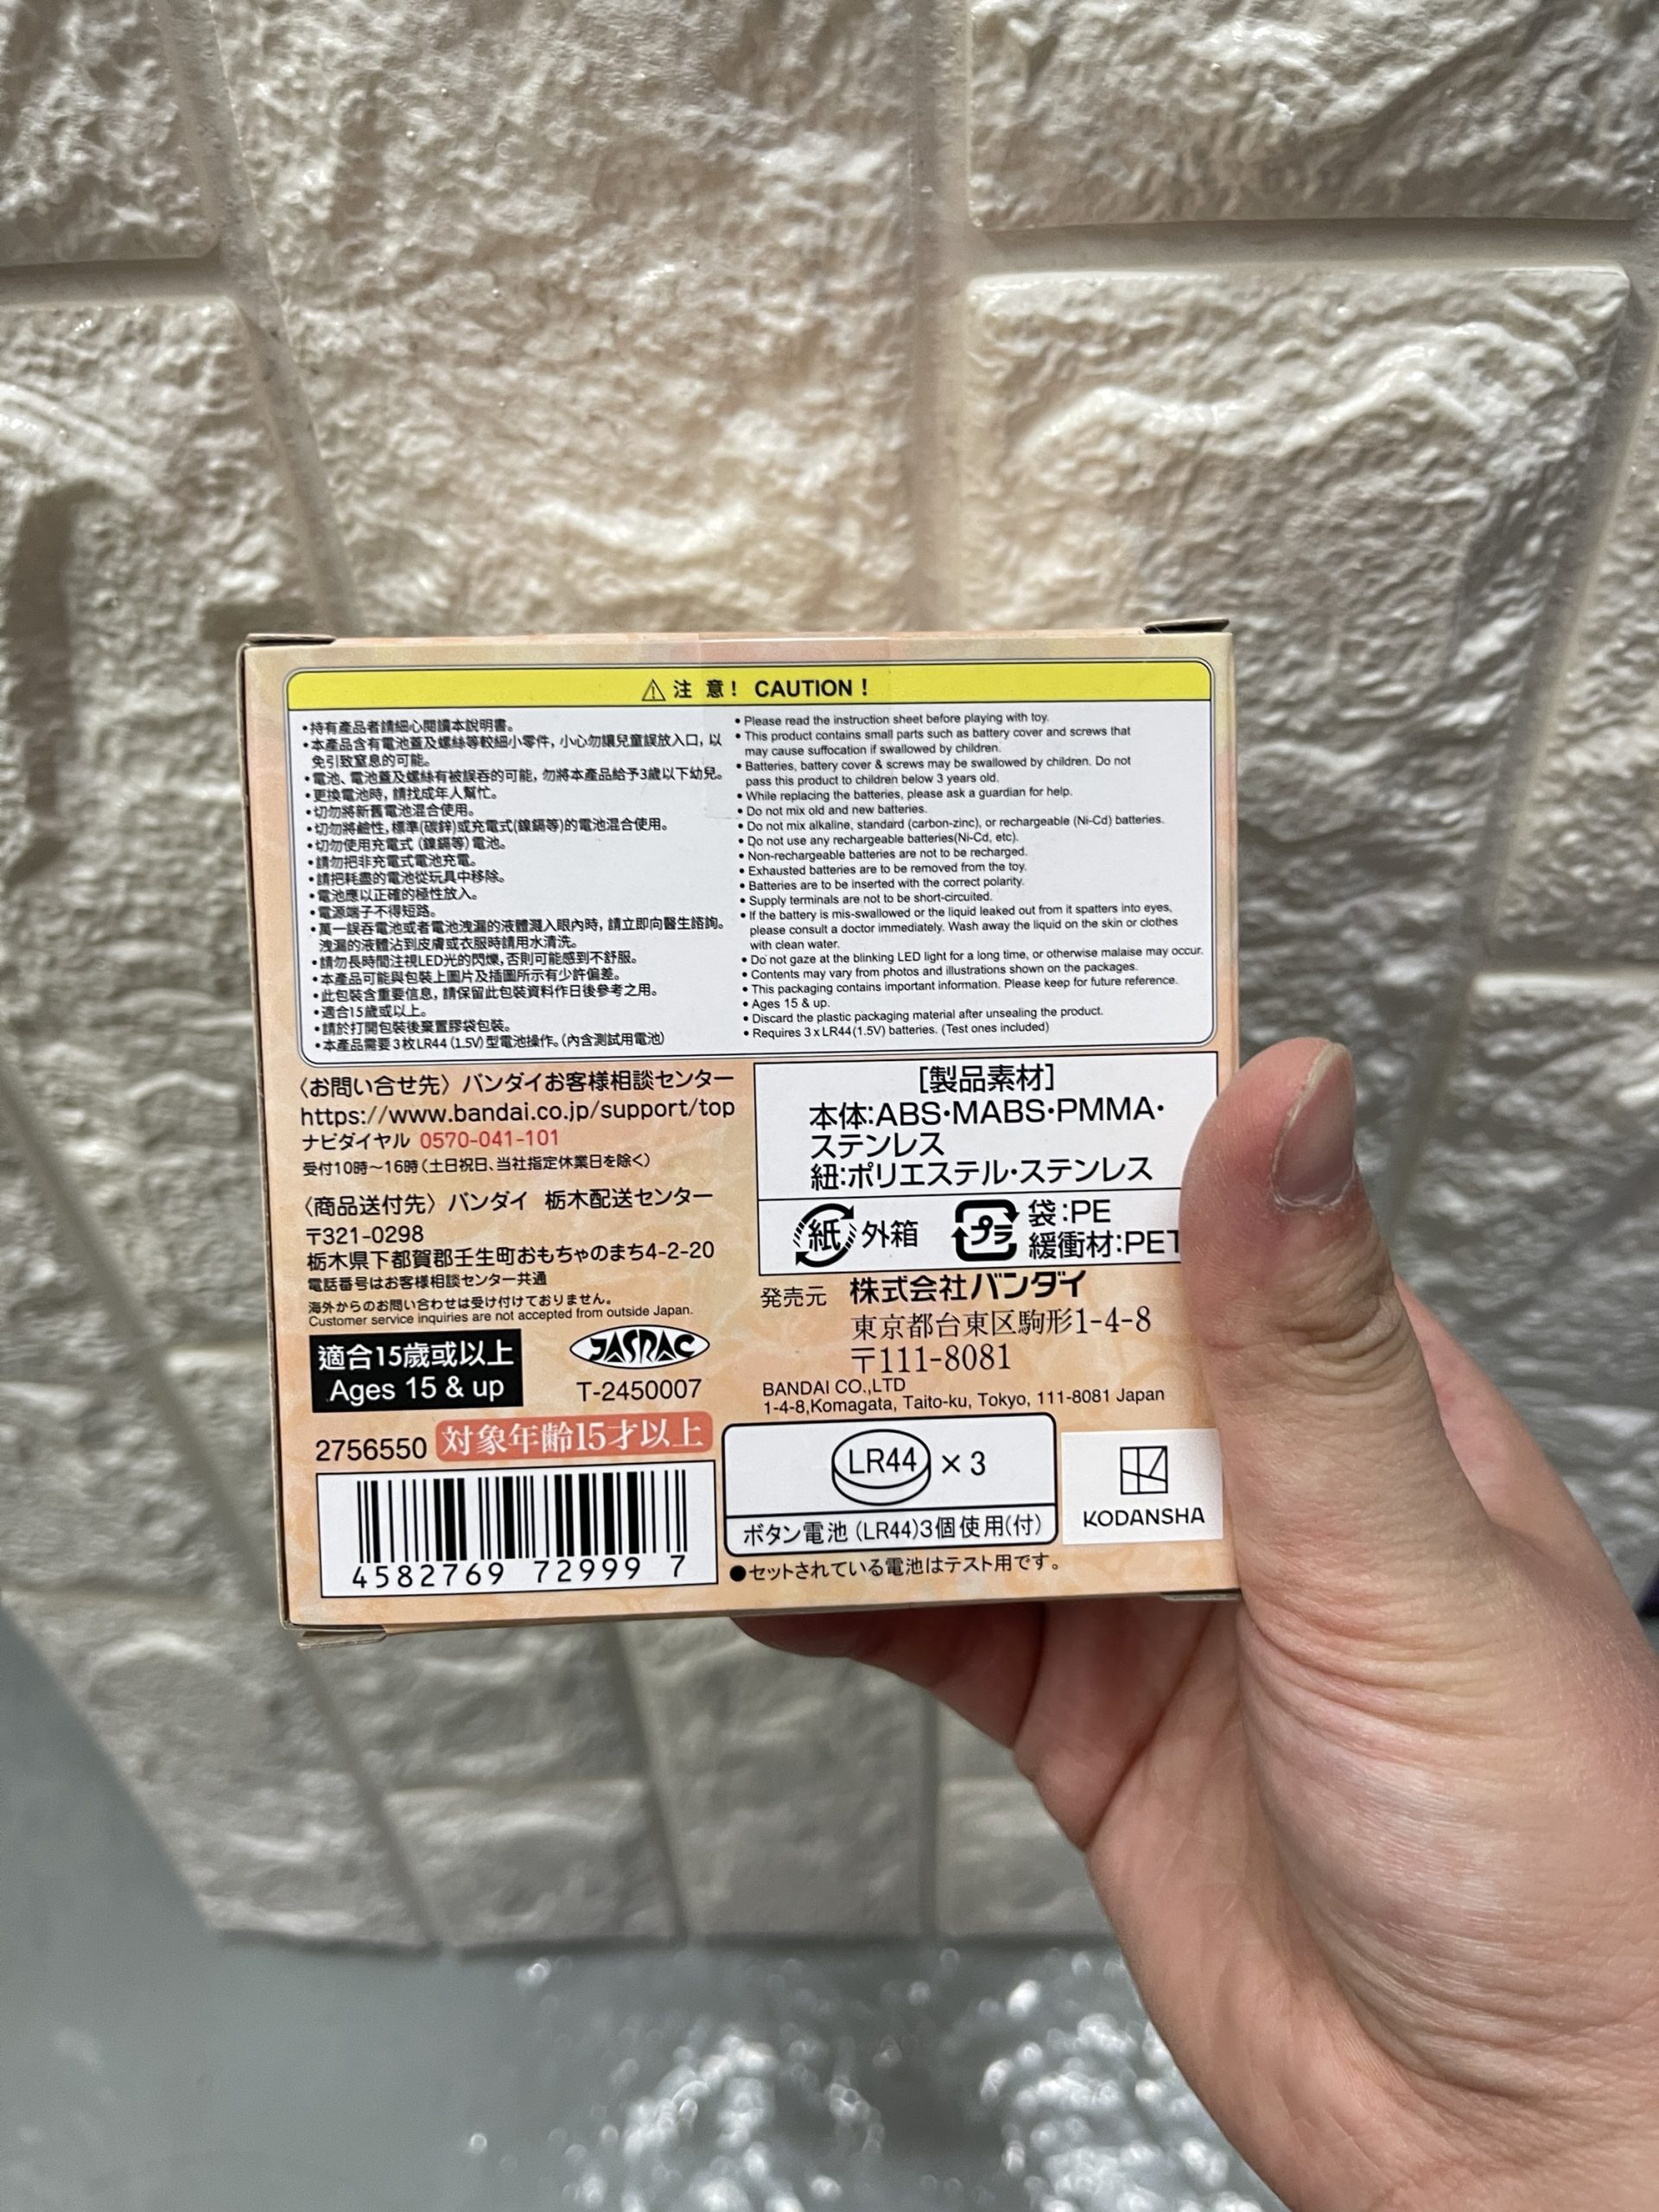 ⚠ 注 意! CAUTION!
•持有產品者請細心閱讀本說明書。
•本產品含有電池蓋及螺絲等較細小零件，小心勿讓兒童誤放入口，以
免引致窒息的可能。
•電池、電池蓋及螺絲有被誤吞的可能，勿將本產品給予3歲以下幼兒。
•更換電池時，請找成年人幫忙。
•切勿將新舊電池混合使用。
•切勿將鹼性，標準(碳鋅)或充電式(鎳鎘等)的電池混合使用。
•切勿使用充電式（鎳鎘等）電池。
•請勿把非充電式電池充電。
•請把耗盡的電池從玩具中移除。
•電池應以正確的極性放入。
•電源端子不得短路。
•萬一誤吞電池或者電池洩漏的液體濺入眼內時，請立即向醫生諮詢。
洩漏的液體沾到皮膚或衣服時請用水清洗。
•請勿長時間注視LED光的閃爍，否則可能感到不舒服。
•本產品可能與包裝上圖片及插圖所示有少許偏差。
•此包裝含重要信息，請保留此包裝資料作日後參考之用。
•適合15歲或以上。
•請於打開包裝後棄置膠袋包裝。
•本產品需要3枚LR44（1.5V）型電池操作。（內含測試用電池）
• Please read the instruction sheet before playing with toy.
• This product contains small parts such as battery cover and screws that
may cause suffocation if swallowed by children.
• Batteries, battery cover & screws may be swallowed by children. Do not
pass this product to children below 3 years old.
• While replacing the batteries, please ask a guardian for help.
• Do not mix old and new batteries.
• Do not mix alkaline, standard (carbon-zinc), or rechargeable (Ni-Cd) batteries.
• Do not use any rechargeable batteries(Ni-Cd, etc).
• Non-rechargeable batteries are not to be recharged.
• Exhausted batteries are to be removed from the toy.
• Batteries are to be inserted with the correct polarity.
• Supply terminals are not to be short-circuited.
• If the battery is mis-swallowed or the liquid leaked out from it spatters into eyes,
please consult a doctor immediately. Wash away the liquid on the skin or clothes
with clean water.
• Do not gaze at the blinking LED light for a long time, or otherwise malaise may occur.
• Contents may vary from photos and illustrations shown on the packages.
• This packaging contains important information. Please keep for future reference.
• Ages 15 & up.
• Discard the plastic packaging material after unsealing the product.
• Requires 3 x LR44(1.5V) batteries. (Test ones included)
〈お問い合せ先〉バンダイお客様相談センター
https://www.bandai.co.jp/support/top
ナビダイヤル 0570-041-101
受付10時～16時（土日祝日、当社指定休業日を除く）
〈商品送付先〉バンダイ 栃木配送センター
〒321-0298
栃木県下都賀郡壬生町おもちゃのまち4-2-20
電話番号はお客様相談センター共通
海外からのお問い合わせは受け付けておりません。
Customer service inquiries are not accepted from outside Japan.
適合15歲或以上
Ages 15 & up
JASRAC
T-2450007
2756550
対象年齢15才以上
4582769 72999 7
[製品素材]
本体:ABS・MABS・PMMA・
ステンレス
紐:ポリエステル・ステンレス
紙 外箱
プラ 袋:PE
緩衝材:PET
発売元 株式会社バンダイ
東京都台東区駒形1-4-8
〒111-8081
BANDAI CO.,LTD
1-4-8,Komagata, Taito-ku, Tokyo, 111-8081 Japan
LR44 × 3
ボタン電池（LR44)3個使用(付)
●セットされている電池はテスト用です。
KODANSHA